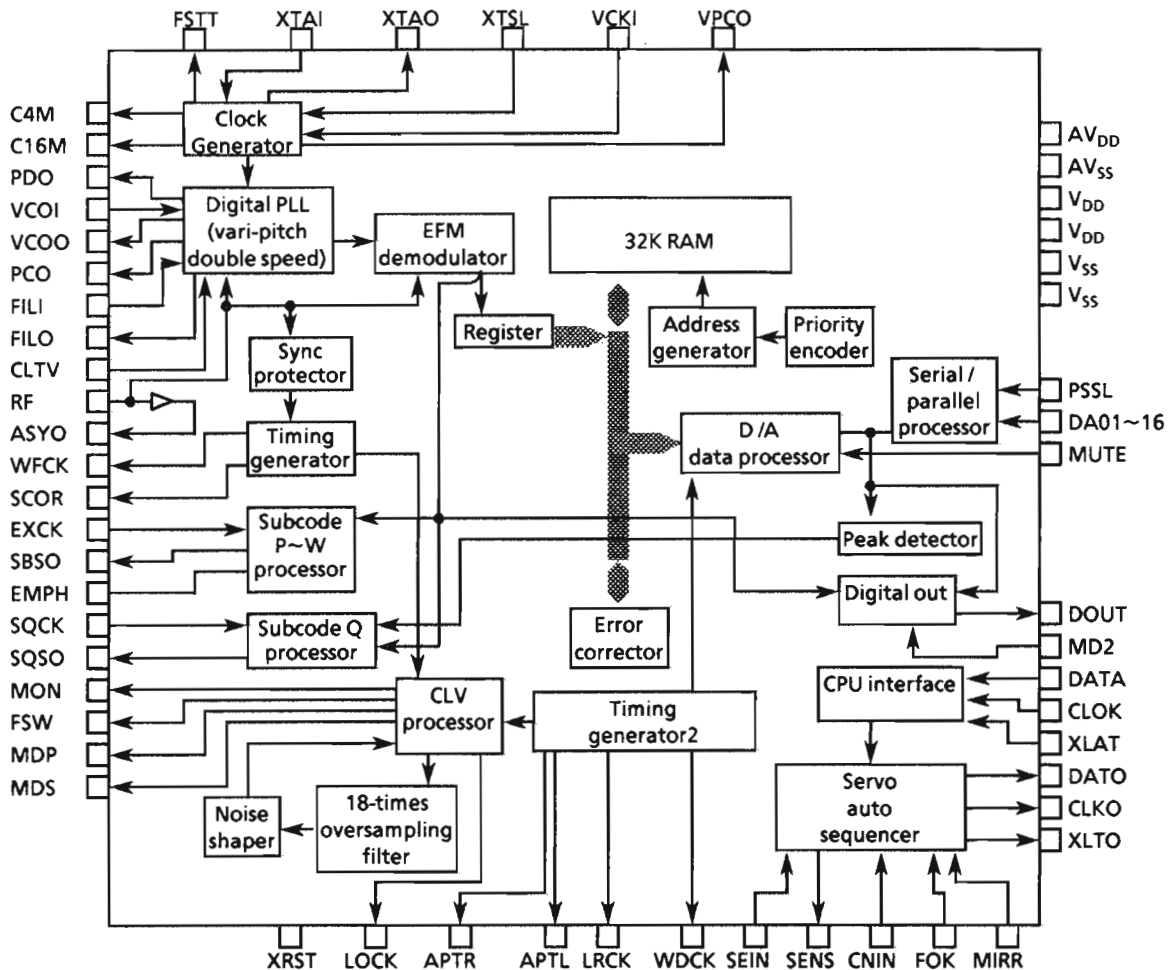 FSTT XTAI XTAO XTSL VCKI VPCO
C4M
C16M
PDO
VCOI
VCOO
PCO
FILI
FILO
CLTV
RF
ASYO
WFCK
SCOR
EXCK
SBSO
EMPH
SQCK
SQSO
MON
FSW
MDP
MDS
Clock
Generator
Digital PLL
(vari-pitch
double speed)
EFM
demodulator
32K RAM
Register
Address
generator
Priority
encoder
Sync
protector
Serial /
parallel
processor
Timing
generator
D/A
data processor
Subcode
P~W
processor
Peak detector
Digital out
Subcode Q
processor
Error
corrector
CLV
processor
Timing
generator2
CPU interface
Noise
shaper
18-times
oversampling
filter
Servo
auto
sequencer
AVDD
AVSS
VDD
VDD
VSS
VSS
PSSL
DA01~16
MUTE
DOUT
MD2
DATA
CLOK
XLAT
DATO
CLKO
XLTO
XRST LOCK APTR APTL LRCK WDCK SEIN SENS CNIN FOK MIRR